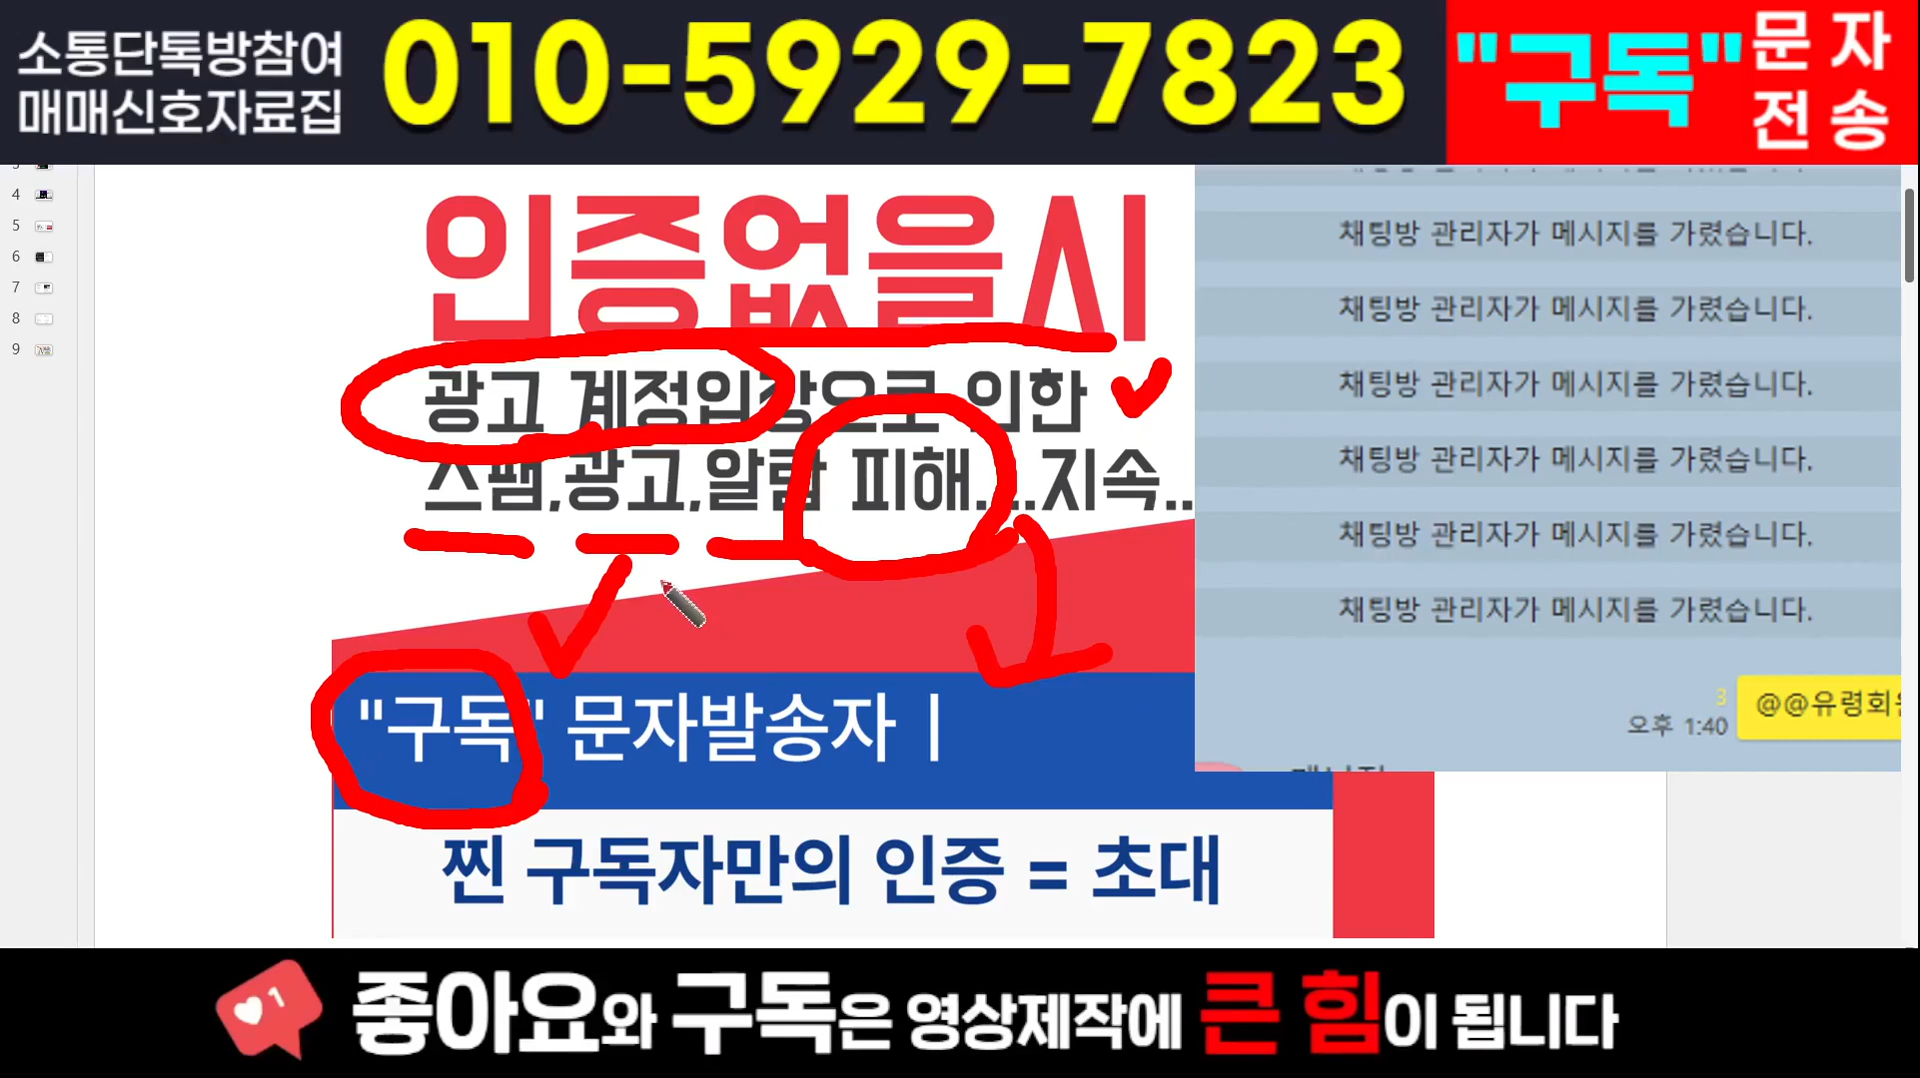 소통단톡방참여
매매신호자료집
010-5929-7823
"구독"
문자
전송
4
5
6
7
8
9
인증없을시
광고 계정입장으로 인한
스팸,광고,알람 피해....지속..
"구독" 문자발송자 |
찐 구독자만의 인증 = 초대
채팅방 관리자가 메시지를 가렸습니다.
채팅방 관리자가 메시지를 가렸습니다.
채팅방 관리자가 메시지를 가렸습니다.
채팅방 관리자가 메시지를 가렸습니다.
채팅방 관리자가 메시지를 가렸습니다.
채팅방 관리자가 메시지를 가렸습니다.
3
오후 1:40
@@유령회
1
좋아요와 구독은 영상제작에 큰 힘이 됩니다